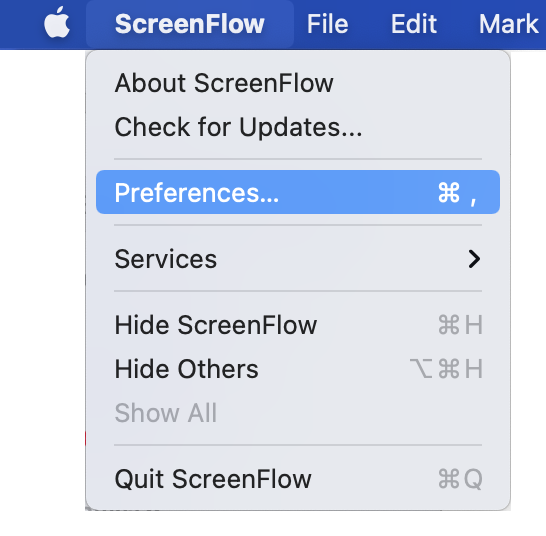 ScreenFlow File Edit Mark
About ScreenFlow
Check for Updates...
Preferences... ⌘ ,
Services
Hide ScreenFlow ⌘H
Hide Others ⌥⌘H
Show All
Quit ScreenFlow ⌘Q